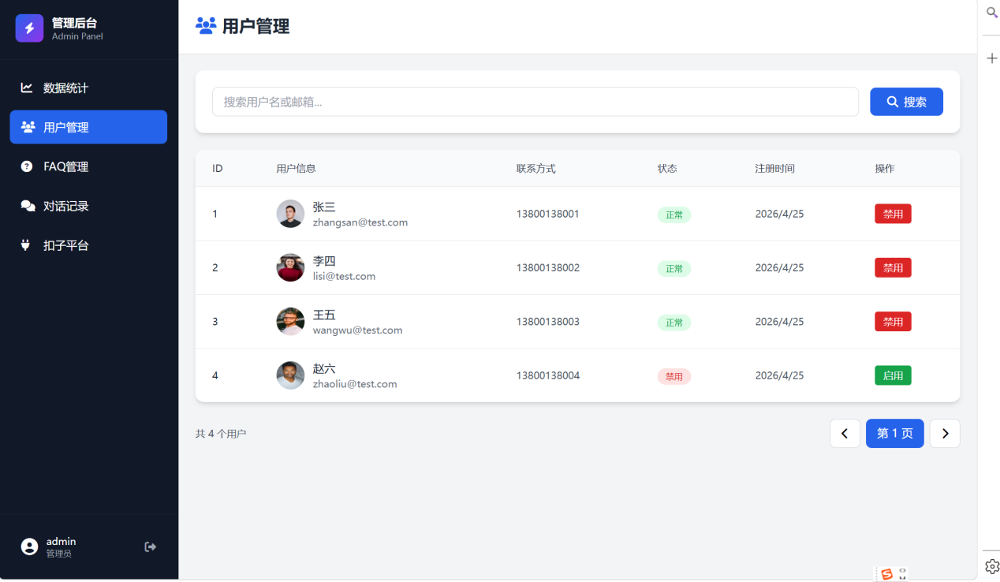 管理后台
Admin Panel
数据统计
用户管理
FAQ管理
对话记录
扣子平台
admin
管理员
用户管理
搜索用户名或邮箱...
搜索
ID 用户信息 联系方式 状态 注册时间 操作
1 张三 zhangsan@test.com 13800138001 正常 2026/4/25 禁用
2 李四 lisi@test.com 13800138002 正常 2026/4/25 禁用
3 王五 wangwu@test.com 13800138003 正常 2026/4/25 禁用
4 赵六 zhaoliu@test.com 13800138004 禁用 2026/4/25 启用
共 4 个用户
第 1 页